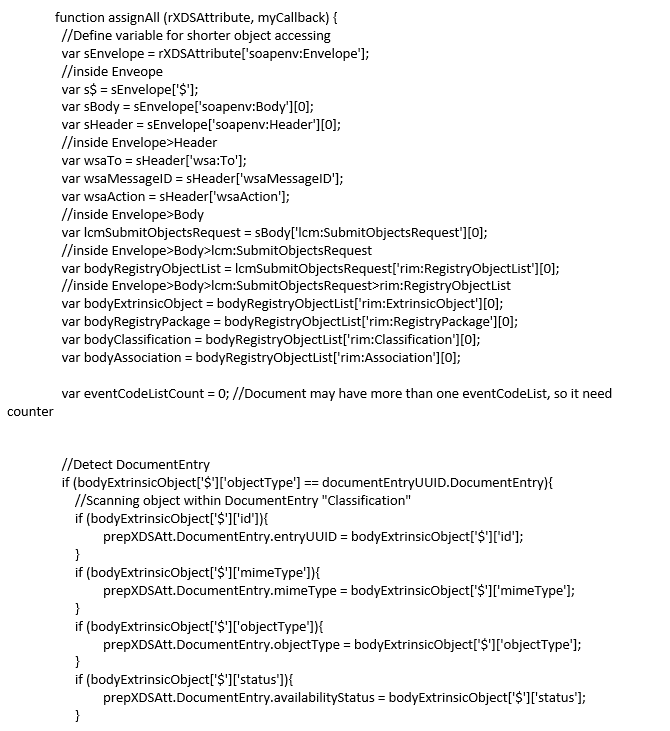 function assignAll (rXDSAttribute, myCallback) {
//Define variable for shorter object accessing
var sEnvelope = rXDSAttribute['soapenv:Envelope'];
//inside Enveope
var s$ = sEnvelope['$'];
var sBody = sEnvelope['soapenv:Body'][0];
var sHeader = sEnvelope['soapenv:Header'][0];
//inside Envelope>Header
var wsaTo = sHeader['wsa:To'];
var wsaMessageID = sHeader['wsaMessageID'];
var wsaAction = sHeader['wsaAction'];
//inside Envelope>Body
var lcmSubmitObjectsRequest = sBody['lcm:SubmitObjectsRequest'][0];
//inside Envelope>Body>lcm:SubmitObjectsRequest
var bodyRegistryObjectList = lcmSubmitObjectsRequest['rim:RegistryObjectList'][0];
//inside Envelope>Body>lcm:SubmitObjectsRequest>rim:RegistryObjectList
var bodyExtrinsicObject = bodyRegistryObjectList['rim:ExtrinsicObject'][0];
var bodyRegistryPackage = bodyRegistryObjectList['rim:RegistryPackage'][0];
var bodyClassification = bodyRegistryObjectList['rim:Classification'][0];
var bodyAssociation = bodyRegistryObjectList['rim:Association'][0];
var eventCodeListCount = 0; //Document may have more than one eventCodeList, so it need
counter
//Detect DocumentEntry
if (bodyExtrinsicObject['$']['objectType'] == documentEntryUUID.DocumentEntry){
//Scanning object within DocumentEntry "Classification"
if (bodyExtrinsicObject['$']['id']){
prepXDSAtt.DocumentEntry.entryUUID = bodyExtrinsicObject['$']['id'];
}
if (bodyExtrinsicObject['$']['mimeType']){
prepXDSAtt.DocumentEntry.mimeType = bodyExtrinsicObject['$']['mimeType'];
}
if (bodyExtrinsicObject['$']['objectType']){
prepXDSAtt.DocumentEntry.objectType = bodyExtrinsicObject['$']['objectType'];
}
if (bodyExtrinsicObject['$']['status']){
prepXDSAtt.DocumentEntry.availabilityStatus = bodyExtrinsicObject['$']['status'];
}